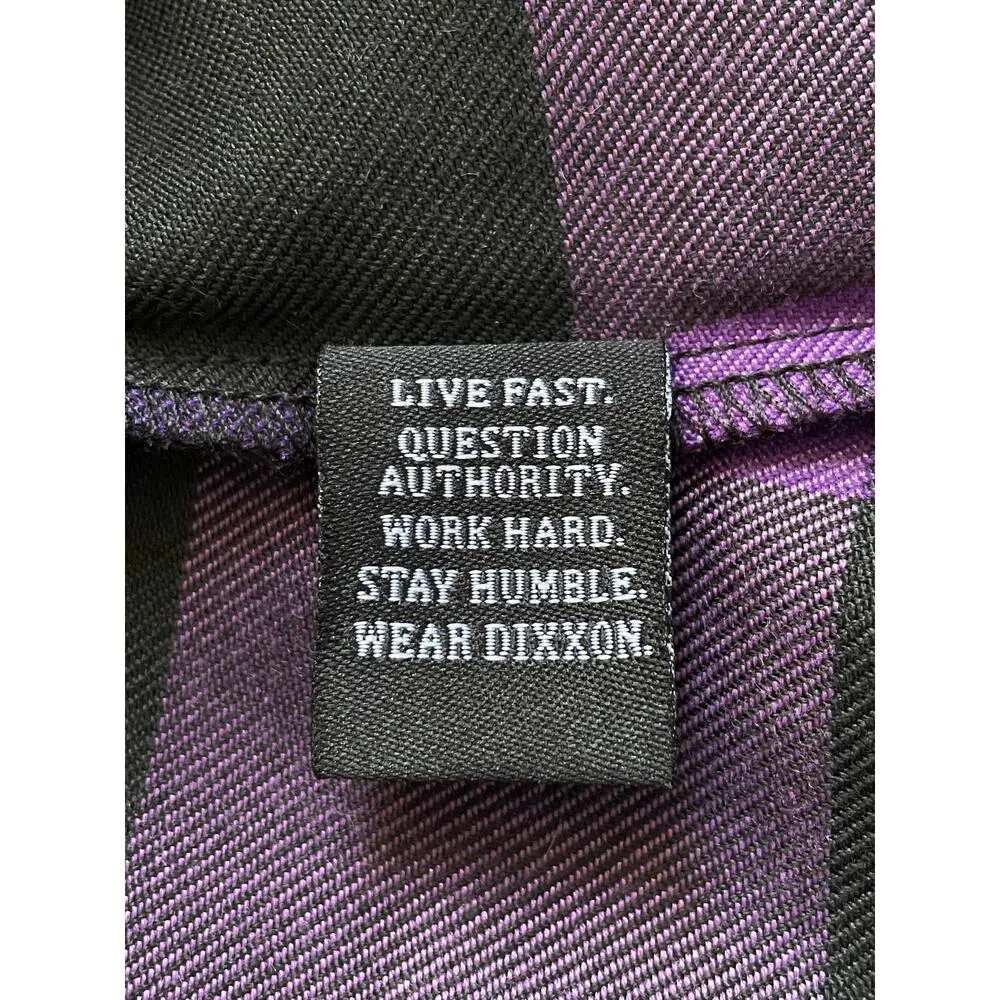 LIVE FAST.
QUESTION
AUTHORITY.
WORK HARD.
STAY HUMBLE.
WEAR DIXXON.